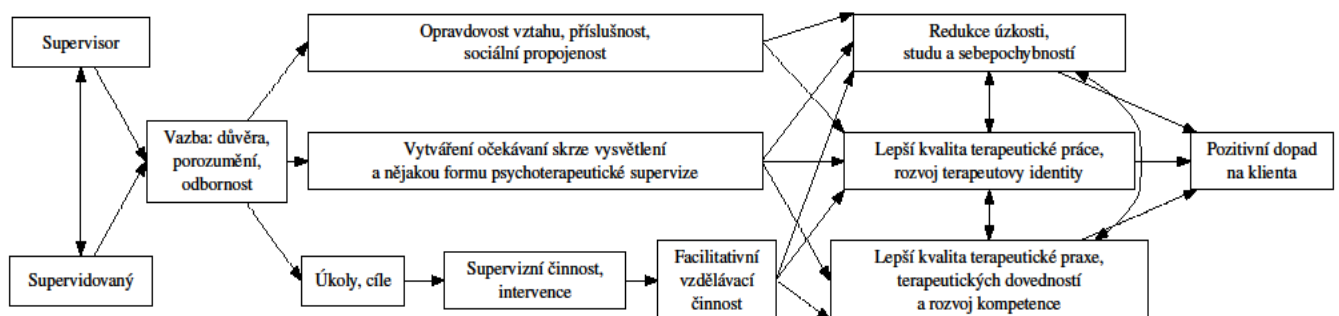 Supervisor
Supervidovaný
Vazba: důvěra,
porozumění,
odbornost
Opravdovost vztahu, příslušnost,
sociální propojenost
Vytváření očekávaní skrze vysvětlení
a nějakou formu psychoterapeutické supervize
Úkoly, cíle
Supervizní činnost,
intervence
Facilitativní
vzdělávací
činnost
Redukce úzkosti,
studu a sebepochybností
Lepší kvalita terapeutické práce,
rozvoj terapeutovy identity
Lepší kvalita terapeutické praxe,
terapeutických dovedností
a rozvoj kompetence
Pozitivní dopad
na klienta